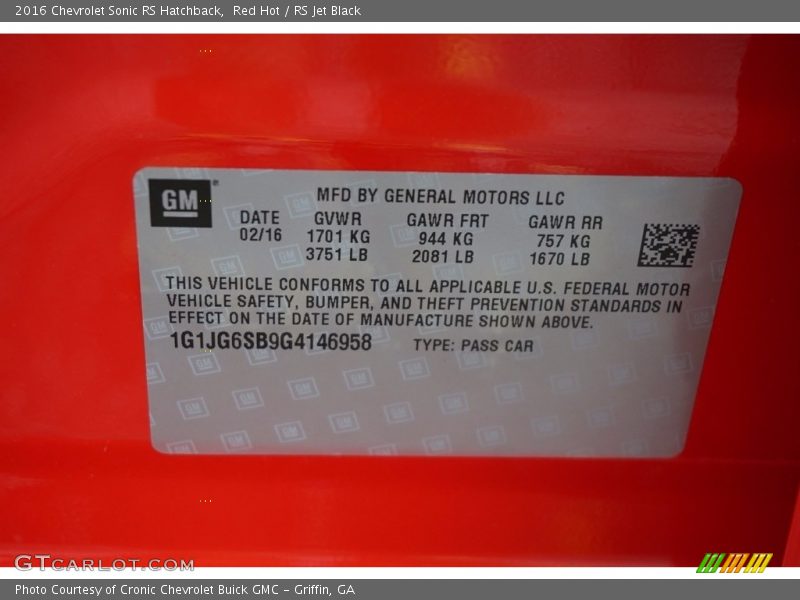 2016 Chevrolet Sonic RS Hatchback,  Red Hot / RS Jet Black
GM
MFD BY GENERAL MOTORS LLC
DATE GVWR GAWR FRT GAWR RR
02/16 1701 KG 944 KG 757 KG
3751 LB 2081 LB 1670 LB
THIS VEHICLE CONFORMS TO ALL APPLICABLE U.S. FEDERAL MOTOR
VEHICLE SAFETY, BUMPER, AND THEFT PREVENTION STANDARDS IN
EFFECT ON THE DATE OF MANUFACTURE SHOWN ABOVE.
1G1JG6SB9G4146958 TYPE: PASS CAR
GTCARLOT.COM
Photo Courtesy of Cronic Chevrolet Buick GMC - Griffin, GA